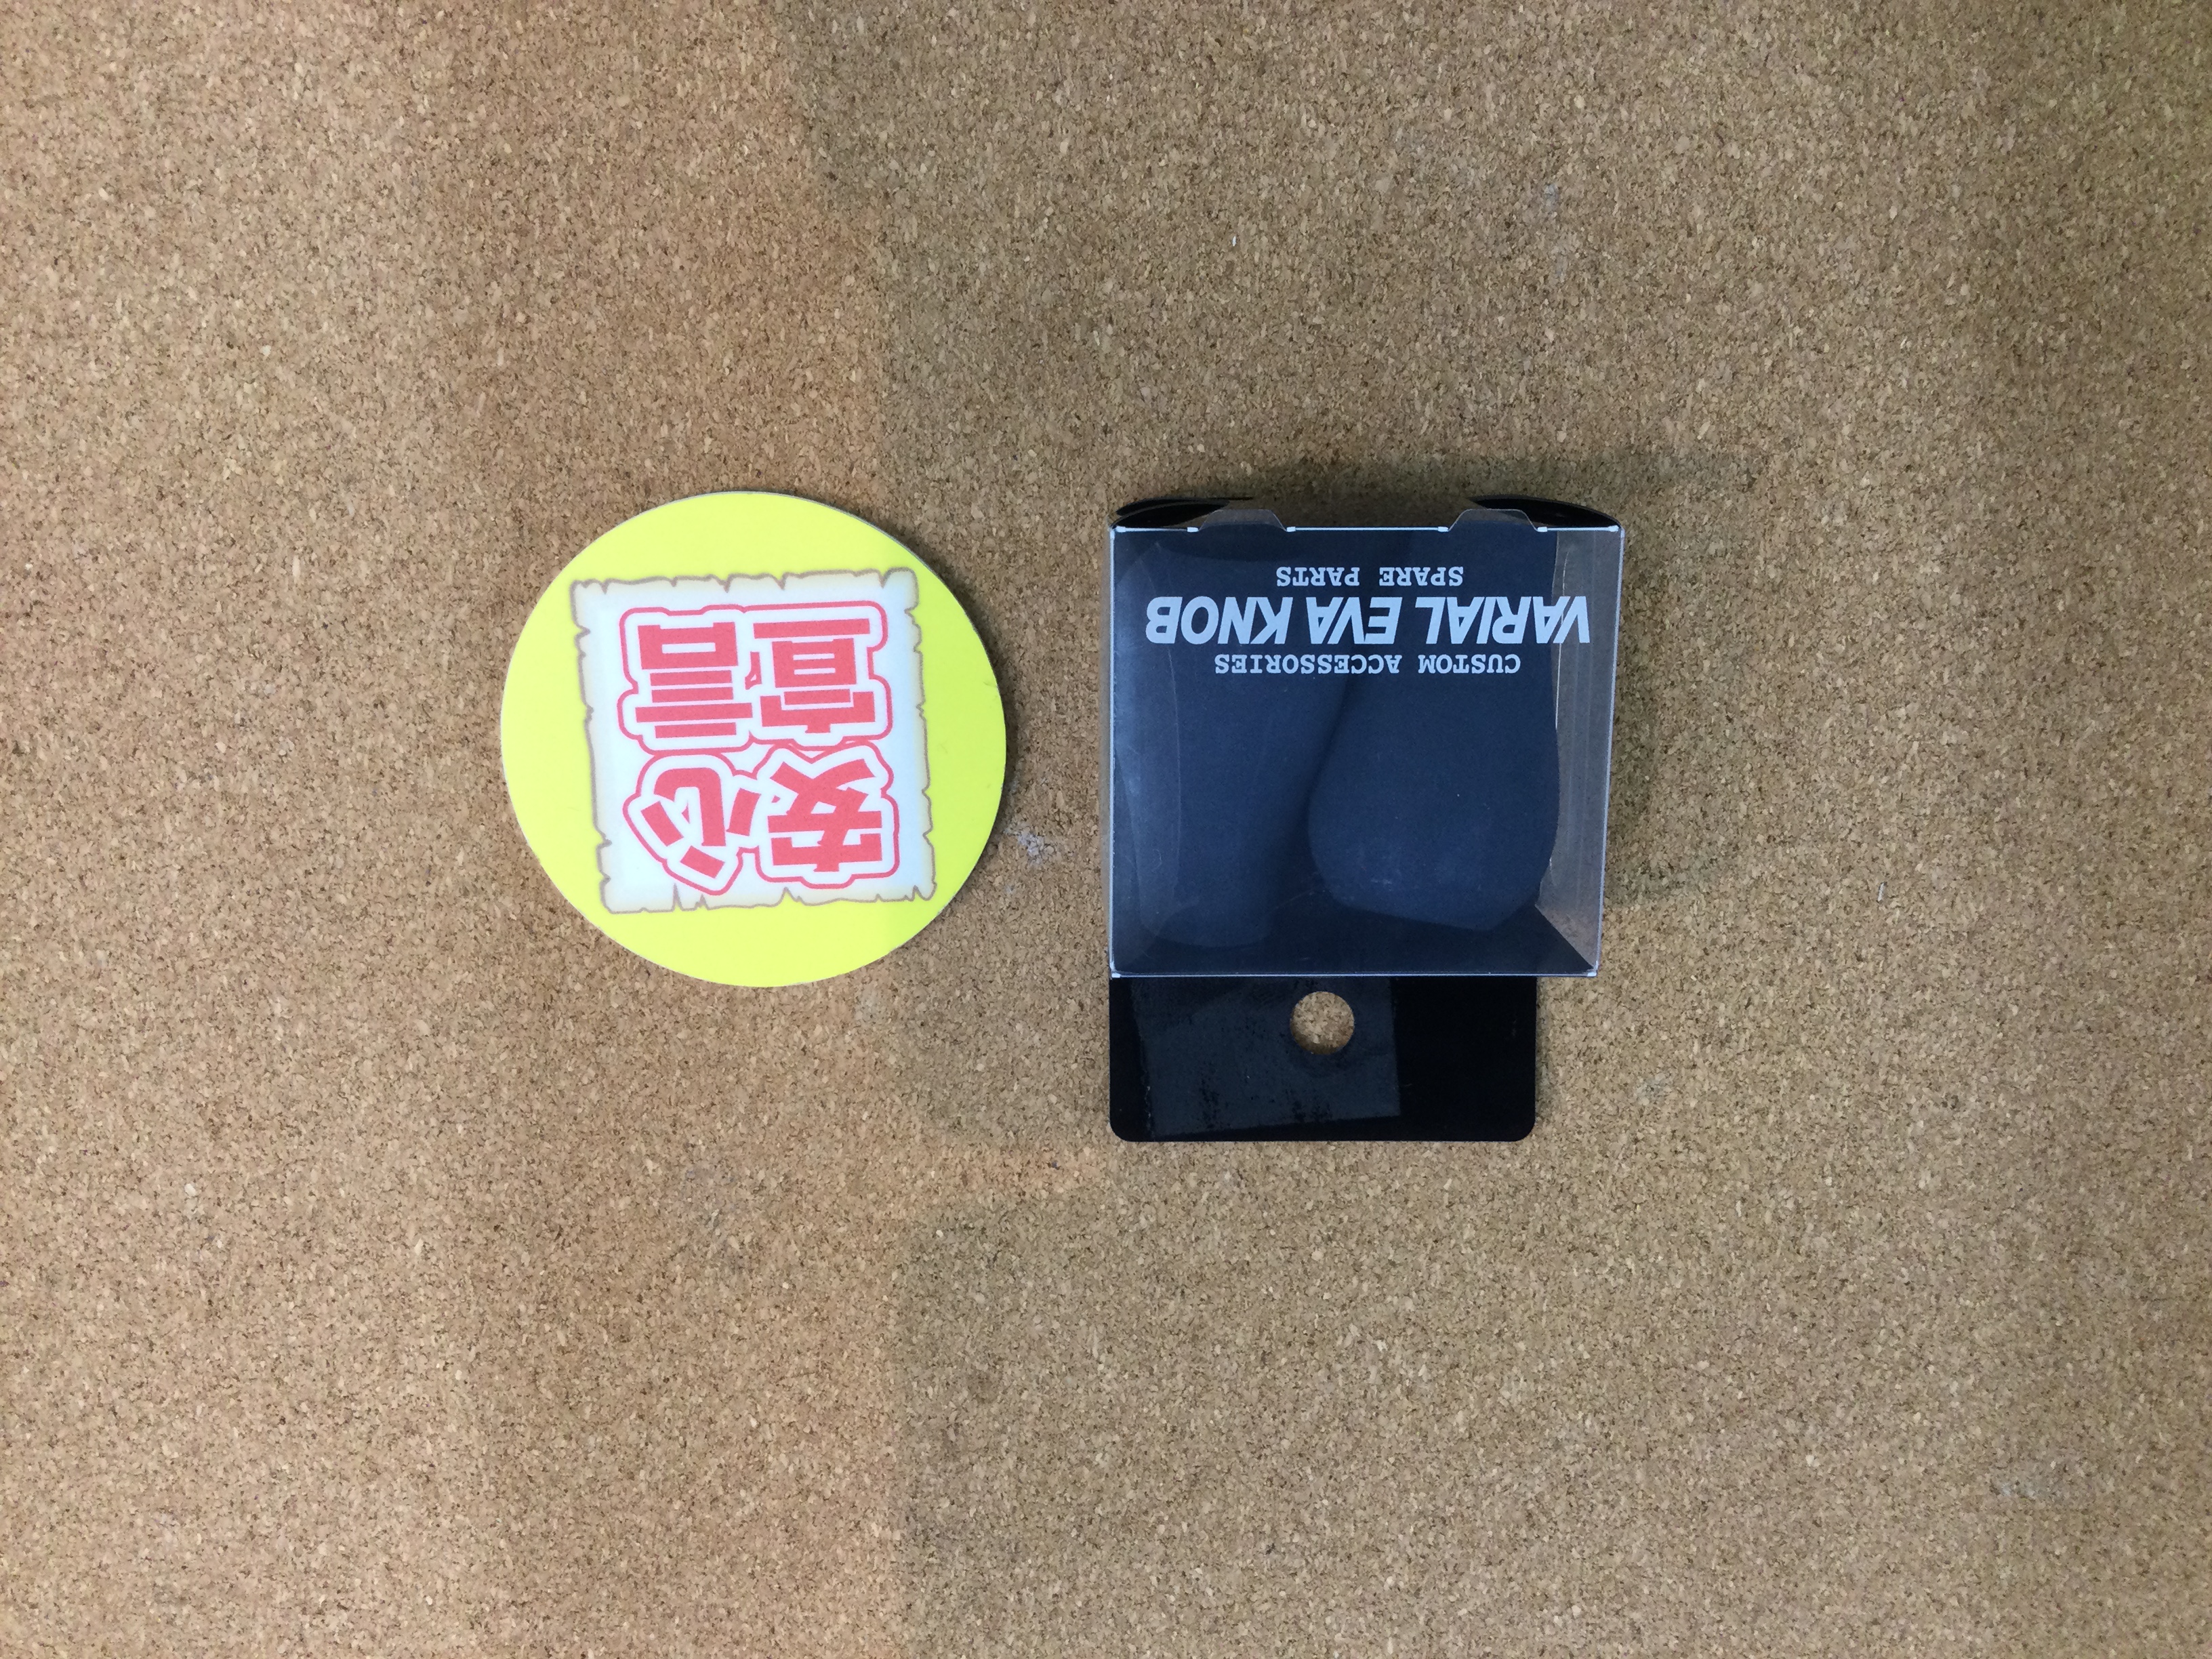 CUSTOM ACCESSORIES
VARIAL EVA KNOB
SPARE PARTS
安心
宣言